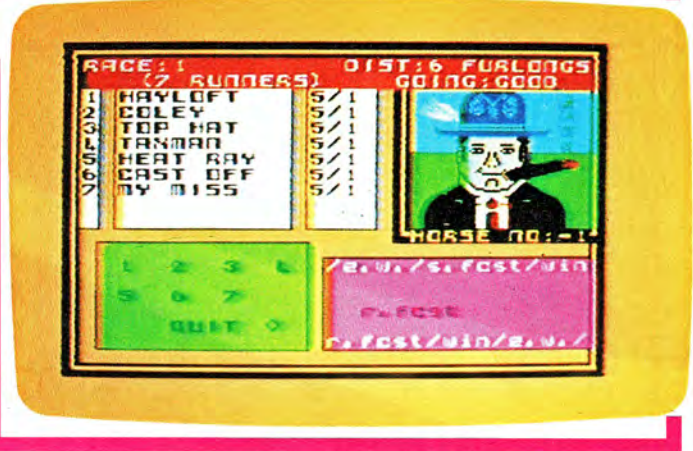 RACE:1 DIST:6 FURLONGS
(7 RUNNERS) GOING:GOOD
1 HAYLOFT 5/1
2 COLEY 5/1
3 TOP HAT 5/1
4 TAXMAN 5/1
5 HEAT RAY 5/1
6 CAST OFF 5/1
7 MY MISS 5/1
HORSE NO:-1
1 2 3 4
5 6 7
QUIT >
/e.w./s.fcst/win
r.fcst
r.fcst/win/e.w./